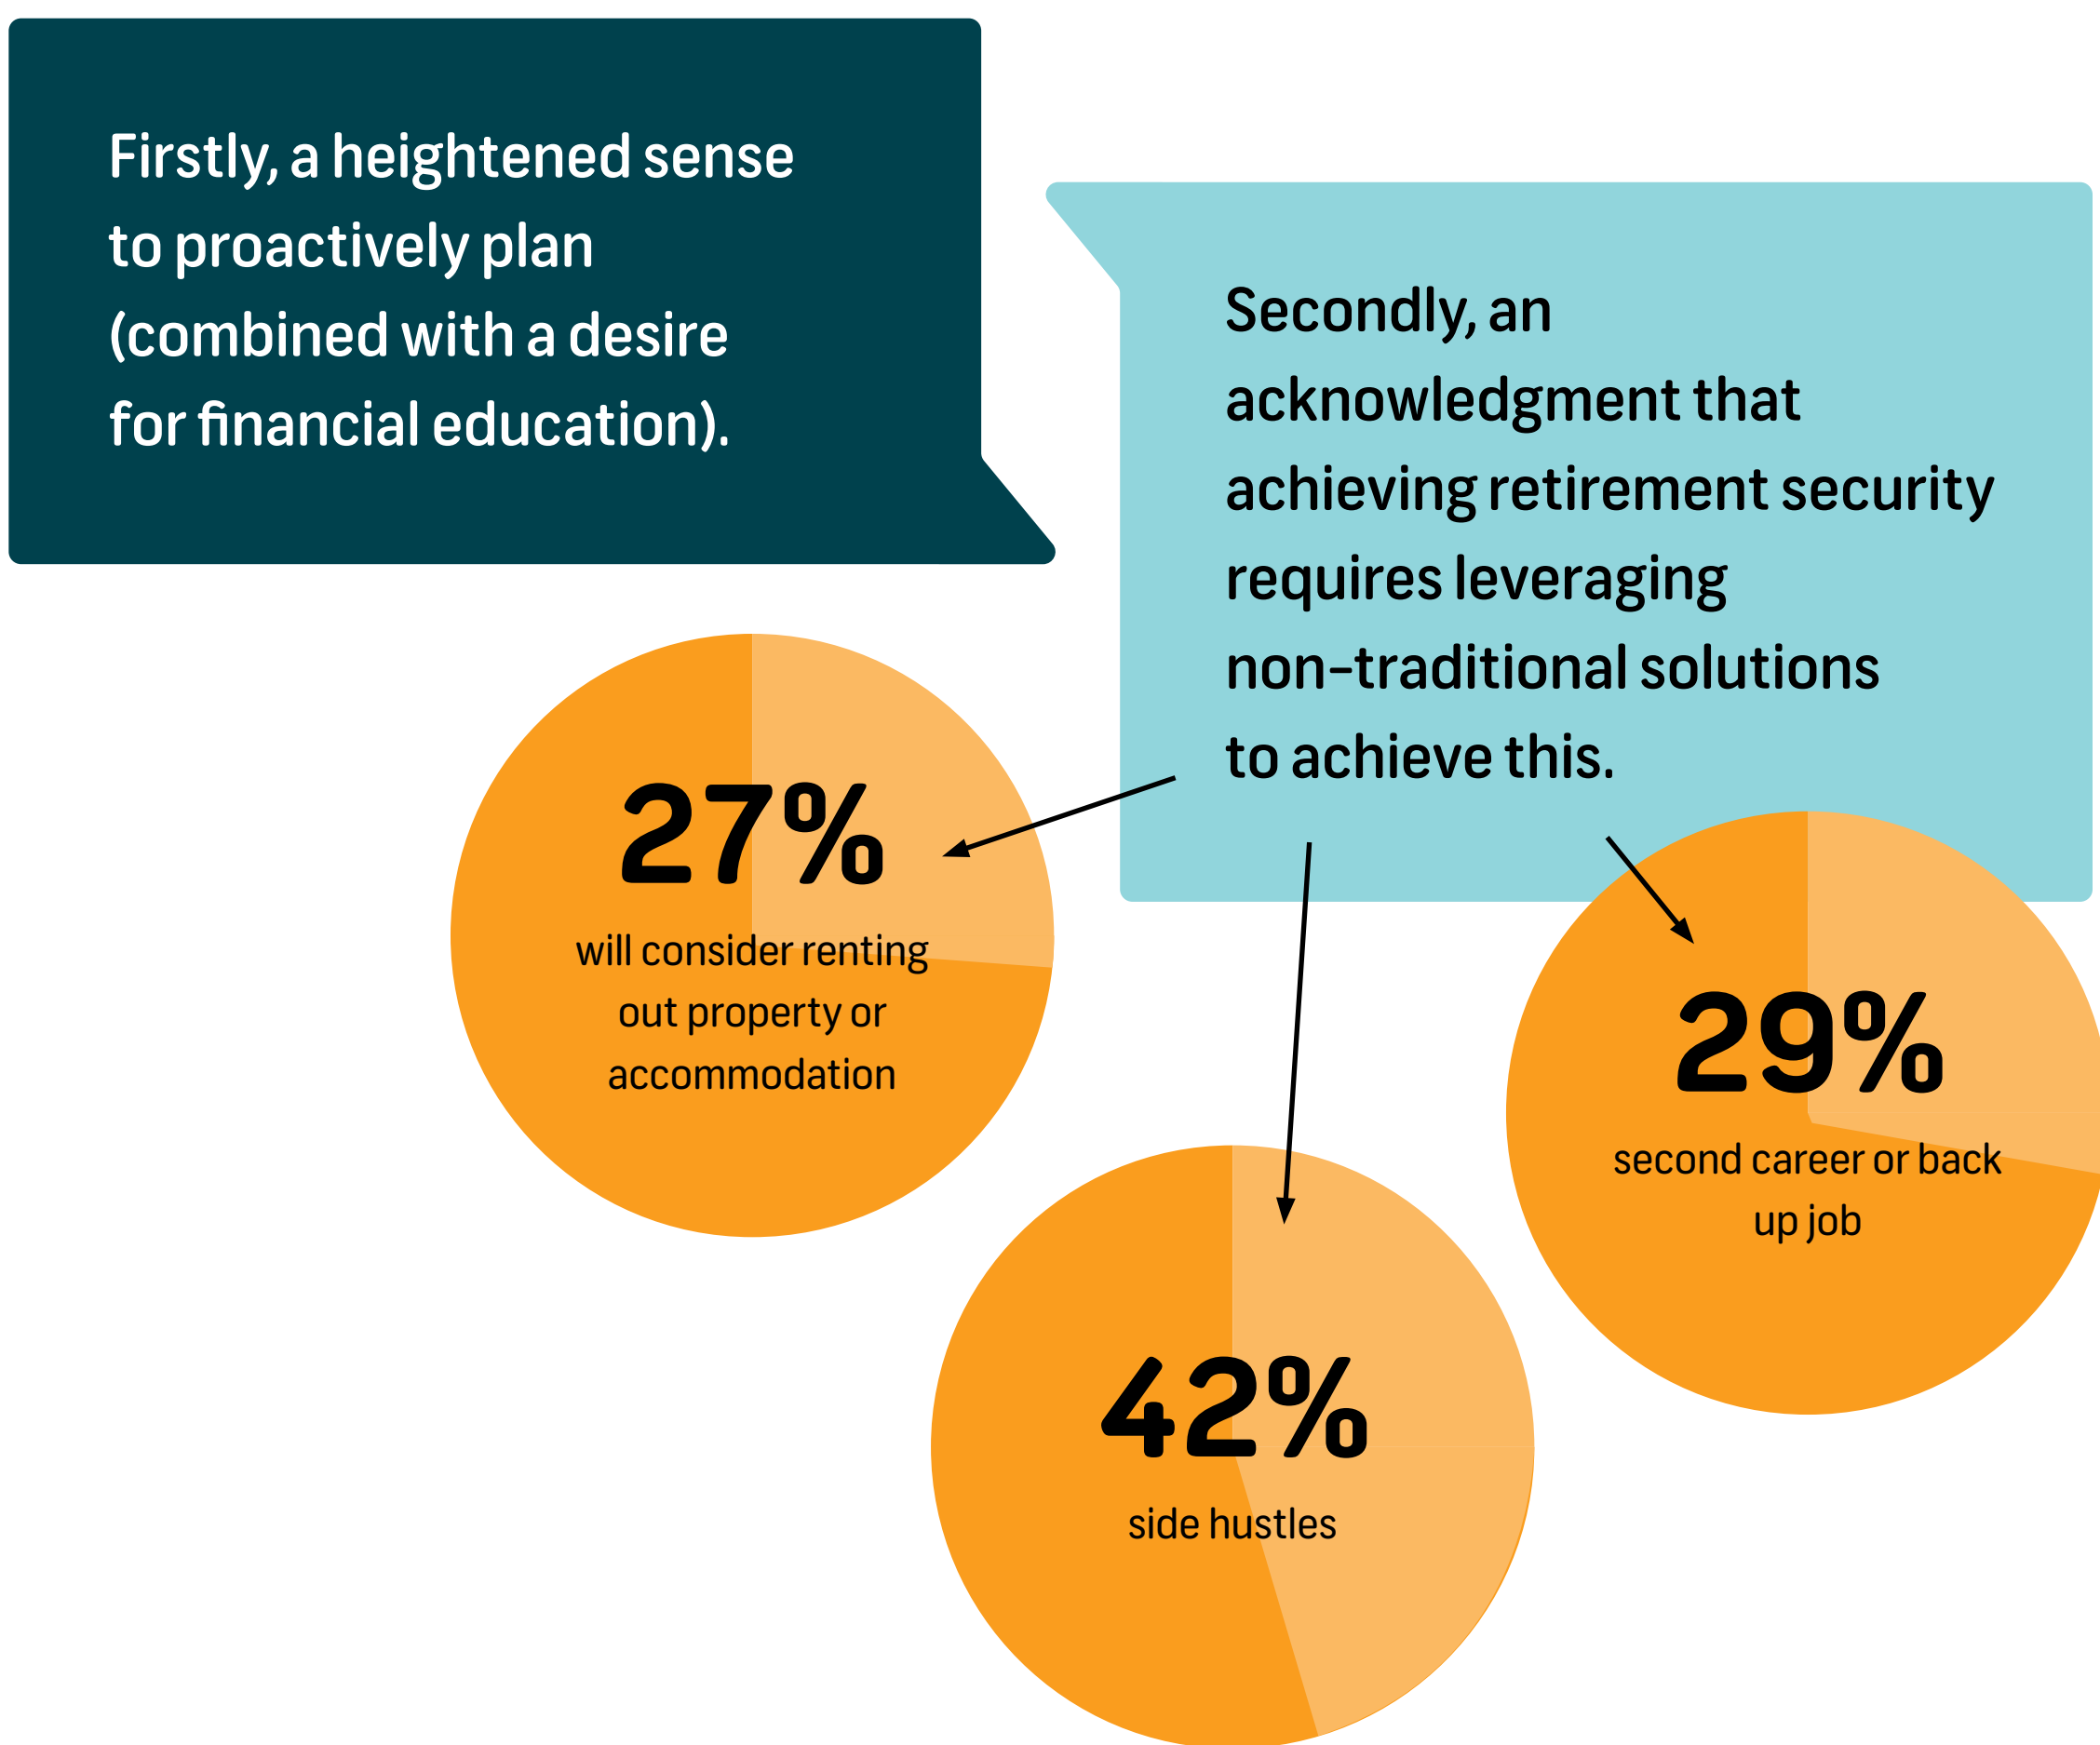 Firstly, a heightened sense
to proactively plan
(combined with a desire
for financial education).
Secondly, an
acknowledgment that
achieving retirement security
requires leveraging
non-traditional solutions
to achieve this.
27%
will consider renting
out property or
accommodation
29%
second career or back
up job
42%
side hustles